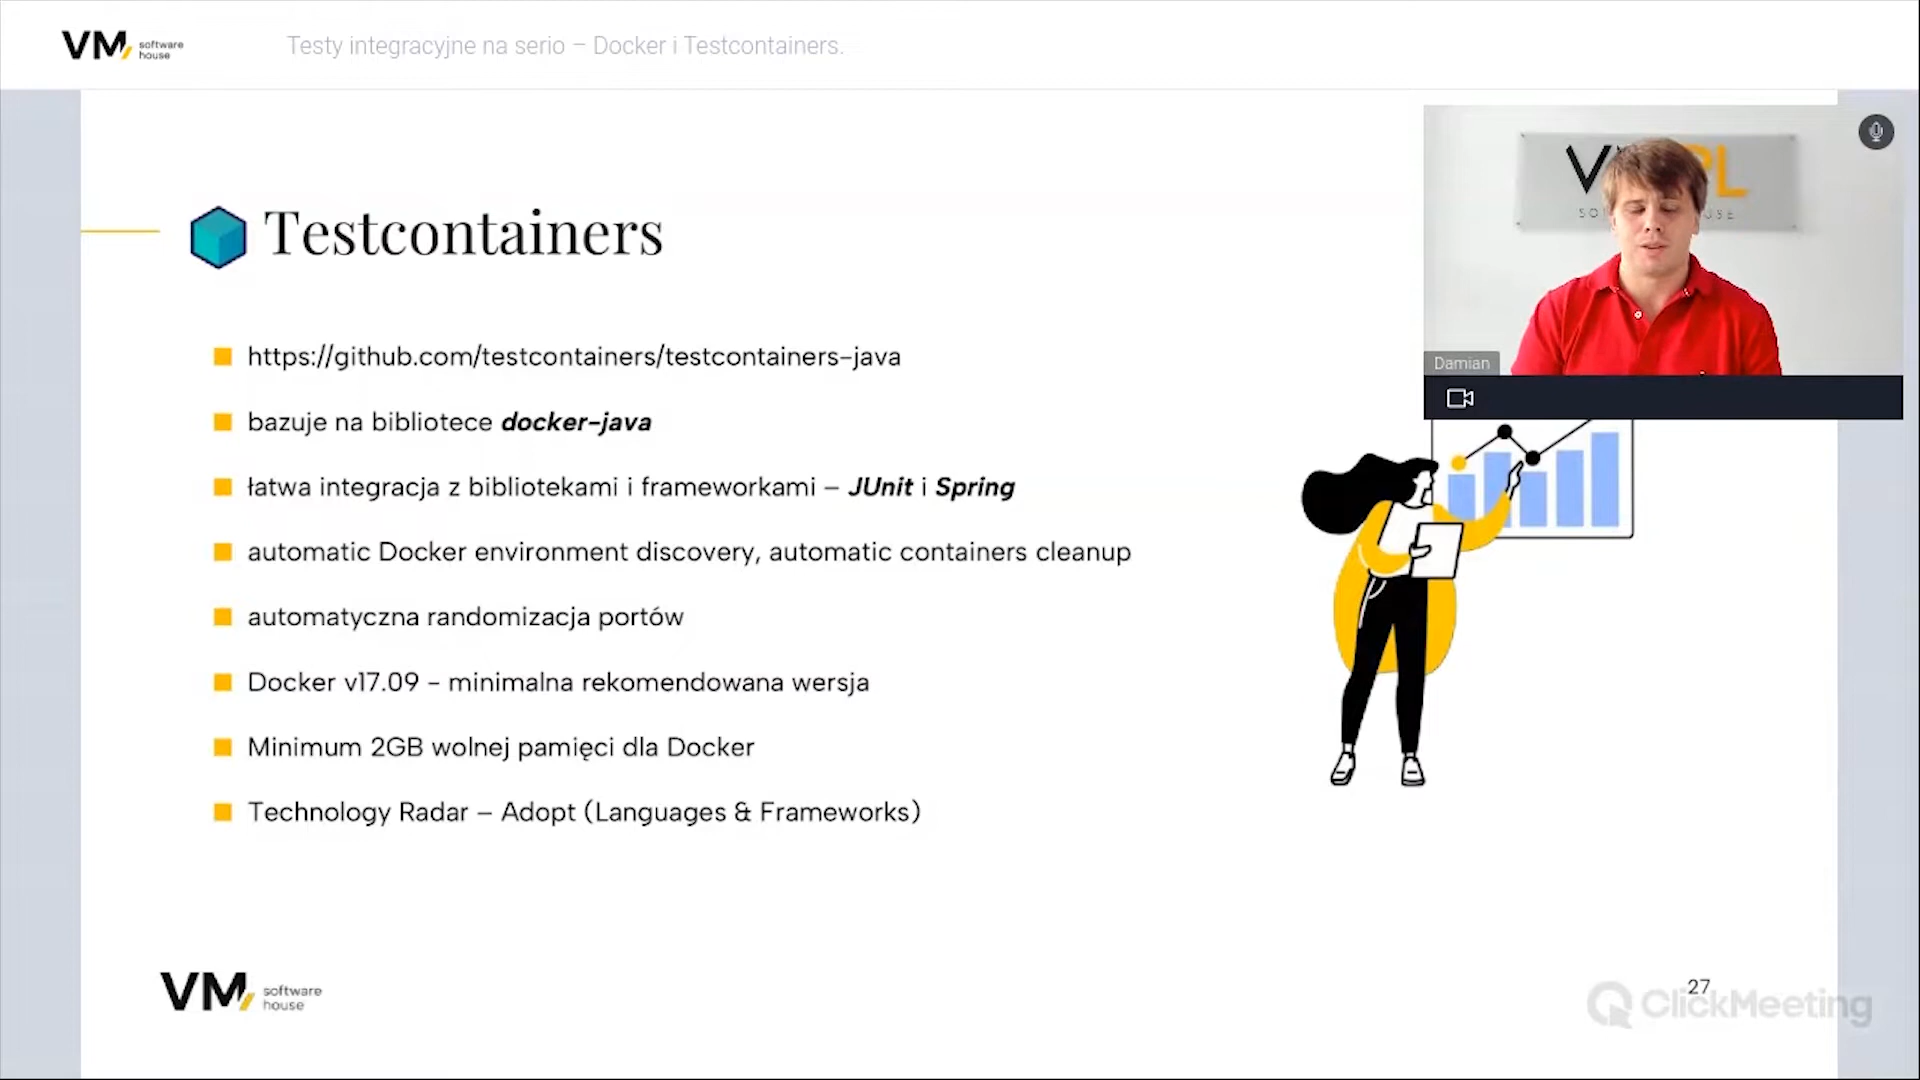 VM software house
Testy integracyjne na serio – Docker i Testcontainers.
Testcontainers
https://github.com/testcontainers/testcontainers-java
bazuje na bibliotece docker-java
łatwa integracja z bibliotekami i frameworkami – JUnit i Spring
automatic Docker environment discovery, automatic containers cleanup
automatyczna randomizacja portów
Docker v17.09 - minimalna rekomendowana wersja
Minimum 2GB wolnej pamięci dla Docker
Technology Radar – Adopt (Languages & Frameworks)
Damian
VM software house
27
ClickMeeting